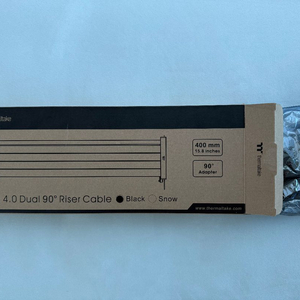 400 mm
15.8 inches
90°
Adapter
Thermaltake
4.0 Dual 90° Riser Cable Black Snow
www.thermaltake.com